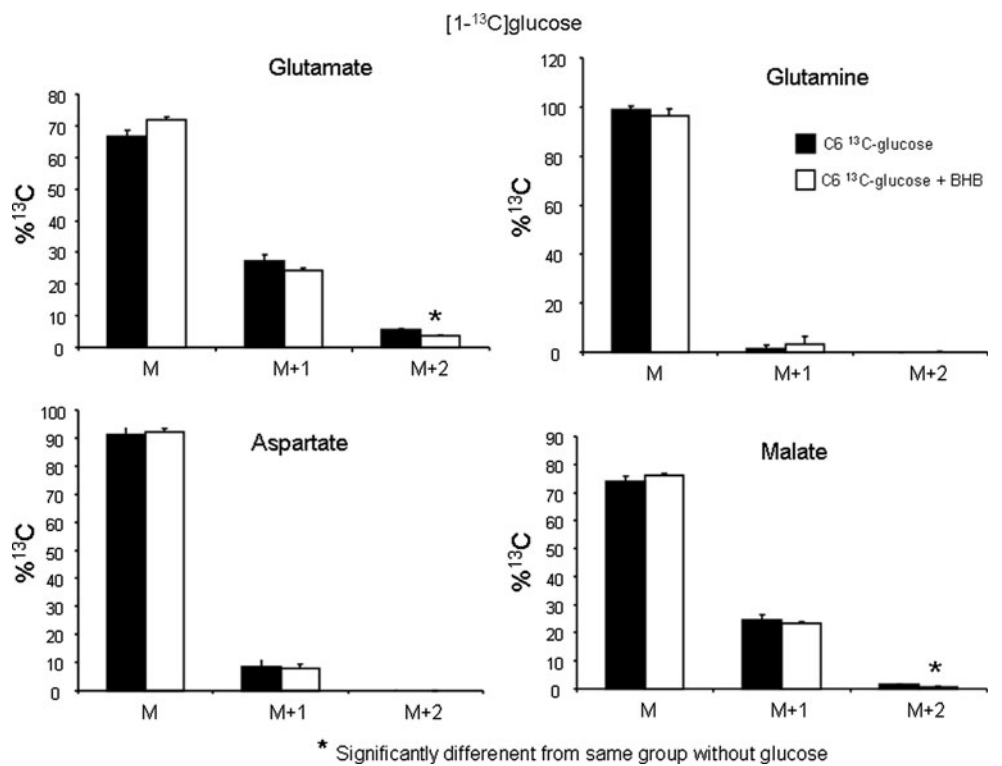 [1-¹³C]glucose
Glutamate
%¹³C
80
70
60
50
40
30
20
10
0
M M+1 M+2
*
Glutamine
%¹³C
120
100
80
60
40
20
0
M M+1 M+2
C6 ¹³C-glucose
C6 ¹³C-glucose + BHB
Aspartate
%¹³C
100
90
80
70
60
50
40
30
20
10
0
M M+1 M+2
Malate
%¹³C
90
80
70
60
50
40
30
20
10
0
M M+1 M+2
*
* Significantly differenent from same group without glucose